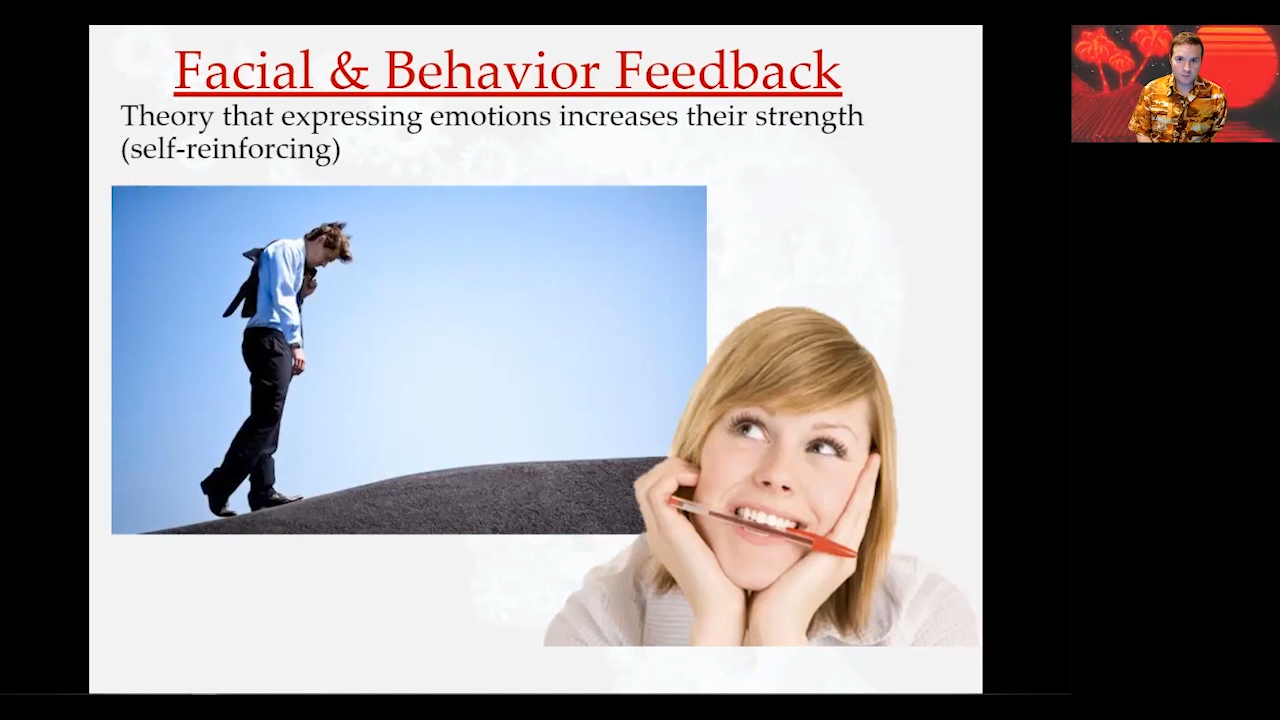 Facial & Behavior Feedback
Theory that expressing emotions increases their strength
(self-reinforcing)